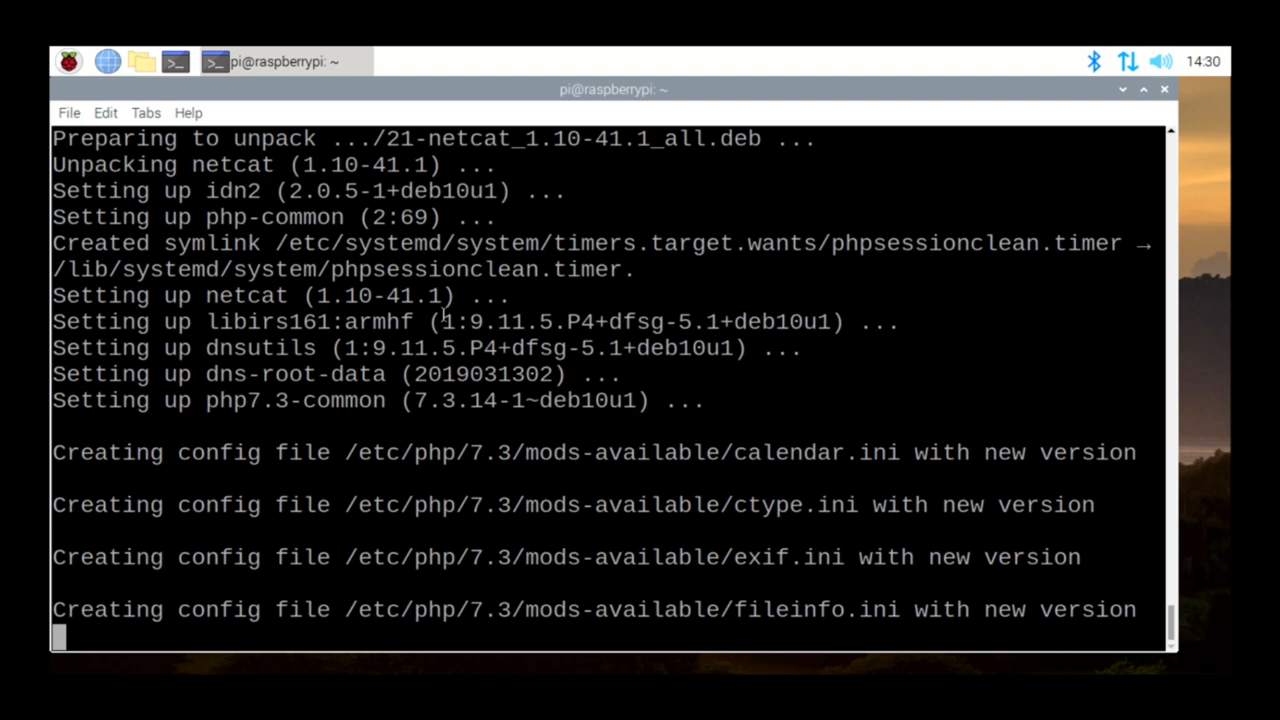 pi@raspberrypi: ~
14:30
pi@raspberrypi: ~
File Edit Tabs Help
Preparing to unpack .../21-netcat_1.10-41.1_all.deb ...
Unpacking netcat (1.10-41.1) ...
Setting up idn2 (2.0.5-1+deb10u1) ...
Setting up php-common (2:69) ...
Created symlink /etc/systemd/system/timers.target.wants/phpsessionclean.timer →
/lib/systemd/system/phpsessionclean.timer.
Setting up netcat (1.10-41.1) ...
Setting up libirs161:armhf (1:9.11.5.P4+dfsg-5.1+deb10u1) ...
Setting up dnsutils (1:9.11.5.P4+dfsg-5.1+deb10u1) ...
Setting up dns-root-data (2019031302) ...
Setting up php7.3-common (7.3.14-1~deb10u1) ...
Creating config file /etc/php/7.3/mods-available/calendar.ini with new version
Creating config file /etc/php/7.3/mods-available/ctype.ini with new version
Creating config file /etc/php/7.3/mods-available/exif.ini with new version
Creating config file /etc/php/7.3/mods-available/fileinfo.ini with new version